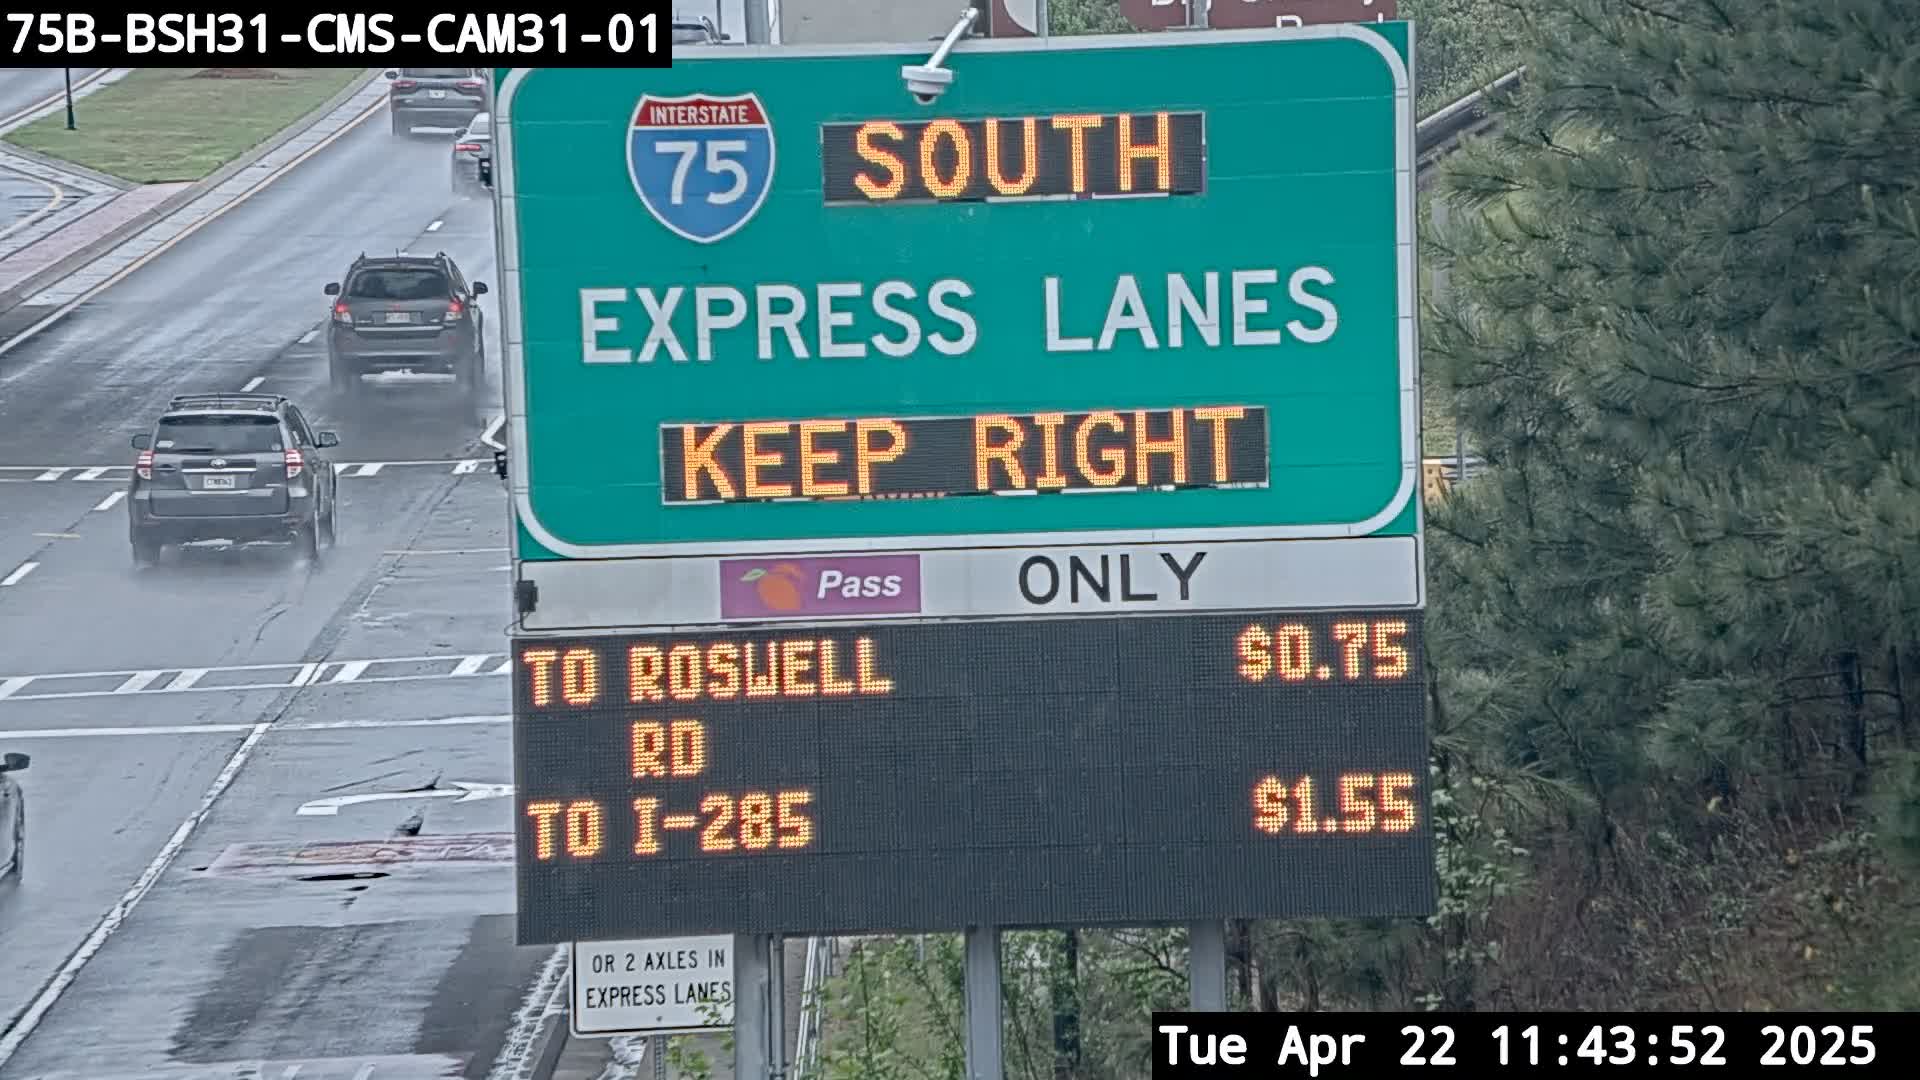 75B-BSH31-CMS-CAM31-01
INTERSTATE
75
SOUTH
EXPRESS LANES
KEEP RIGHT
Pass
ONLY
TO ROSWELL $0.75
RD
TO I-285 $1.55
OR 2 AXLES IN
EXPRESS LANES
Tue Apr 22 11:43:52 2025